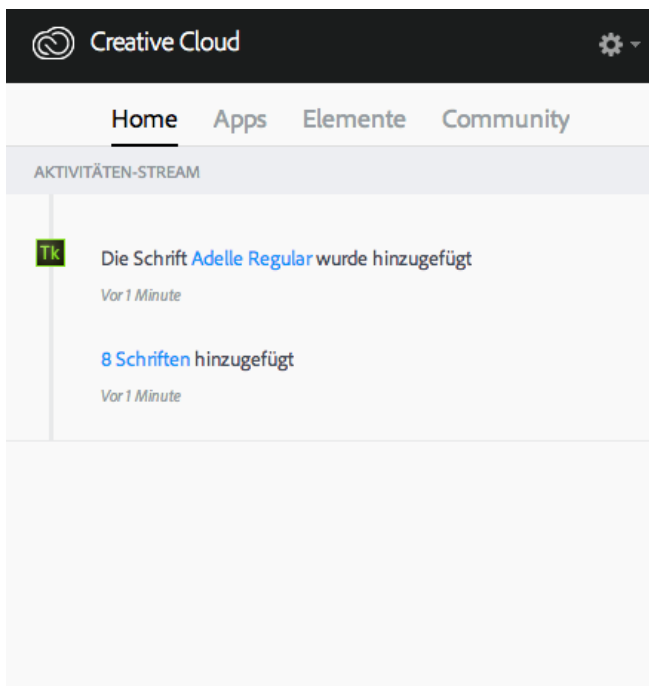 Creative Cloud
Home Apps Elemente Community
AKTIVITÄTEN-STREAM
Tk
Die Schrift Adelle Regular wurde hinzugefügt
Vor 1 Minute
8 Schriften hinzugefügt
Vor 1 Minute